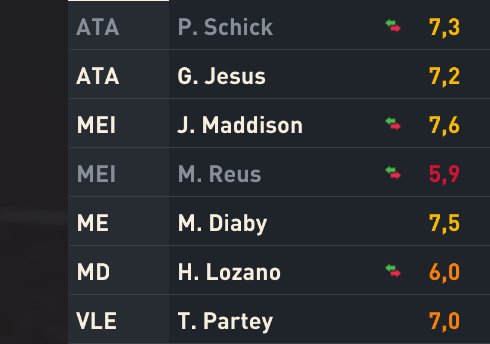 ATA P. Schick 7,3
ATA G. Jesus 7,2
MEI J. Maddison 7,6
MEI M. Reus 5,9
ME M. Diaby 7,5
MD H. Lozano 6,0
VLE T. Partey 7,0